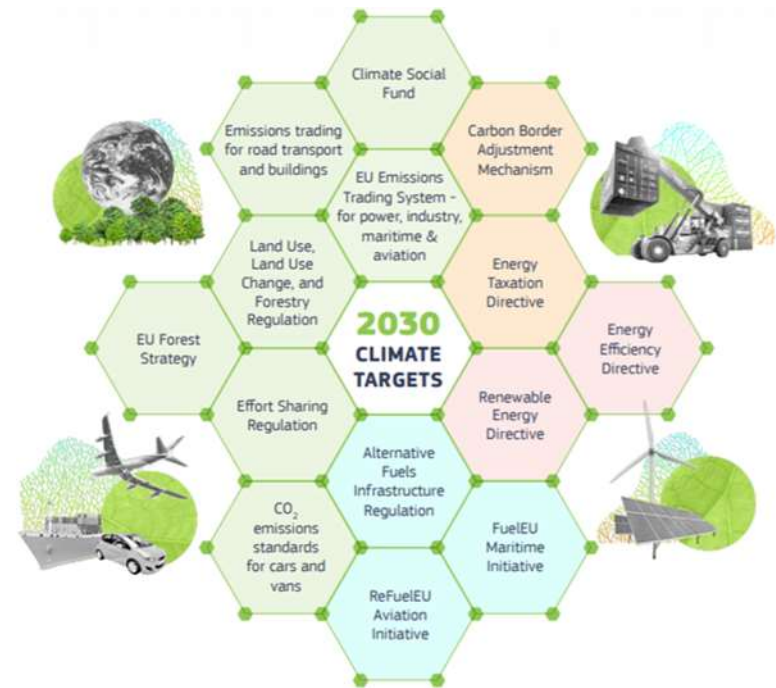 Climate Social
Fund
Emissions trading
for road transport
and buildings
Carbon Border
Adjustment
Mechanism
EU Emissions
Trading System -
for power, industry,
maritime &
aviation
Land Use,
Land Use
Change, and
Forestry
Regulation
Energy
Taxation
Directive
EU Forest
Strategy
2030
CLIMATE
TARGETS
Energy
Efficiency
Directive
Effort Sharing
Regulation
Renewable
Energy
Directive
Alternative
Fuels
Infrastructure
Regulation
CO₂
emissions
standards
for cars and
vans
FuelEU
Maritime
Initiative
ReFuelEU
Aviation
Initiative